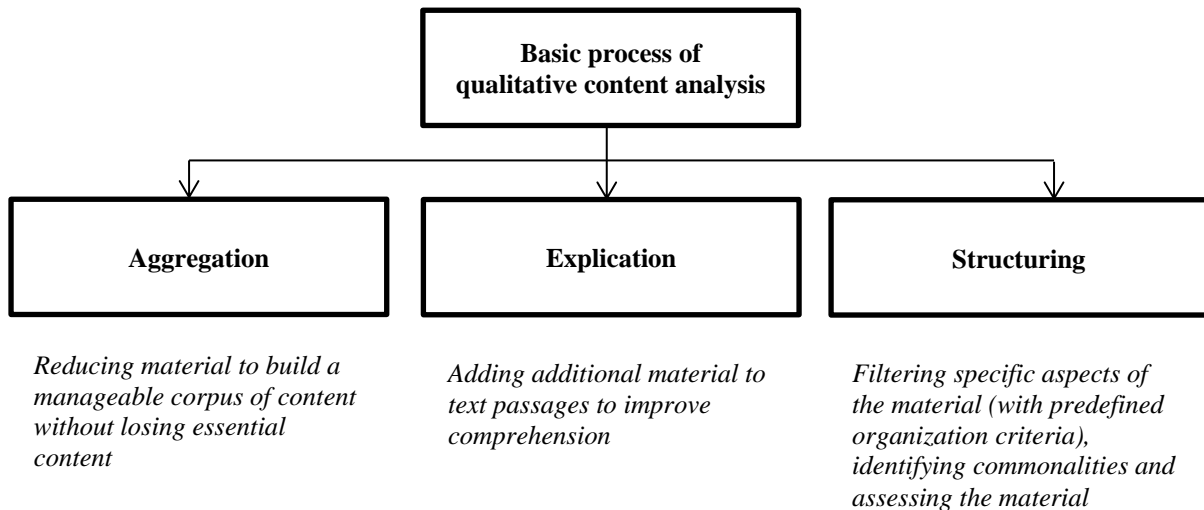 Basic process of
qualitative content analysis
Aggregation
Explication
Structuring
Reducing material to build a
manageable corpus of content
without losing essential
content
Adding additional material to
text passages to improve
comprehension
Filtering specific aspects of
the material (with predefined
organization criteria),
identifying commonalities and
assessing the material